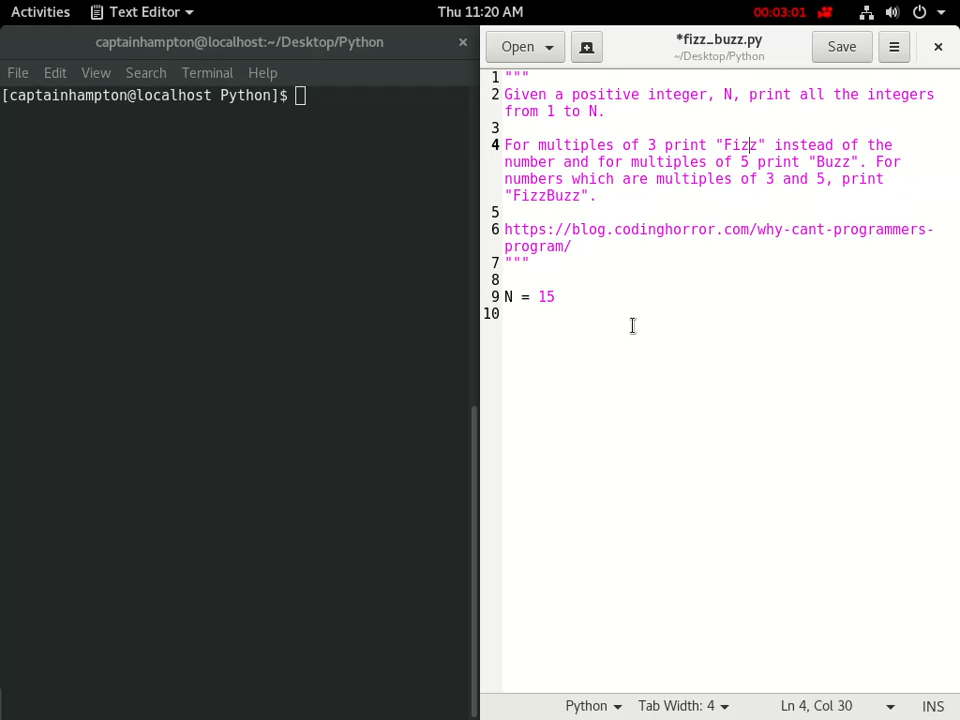 Activities Text Editor Thu 11:20 AM 00:03:01
captainhampton@localhost:~/Desktop/Python
File Edit View Search Terminal Help
[captainhampton@localhost Python]$
Open *fizz_buzz.py Save
~/Desktop/Python
1 """
2 Given a positive integer, N, print all the integers
from 1 to N.
3
4 For multiples of 3 print "Fizz" instead of the
number and for multiples of 5 print "Buzz". For
numbers which are multiples of 3 and 5, print
"FizzBuzz".
5
6 https://blog.codinghorror.com/why-cant-programmers-
program/
7 """
8
9 N = 15
10
Python Tab Width: 4 Ln 4, Col 30 INS